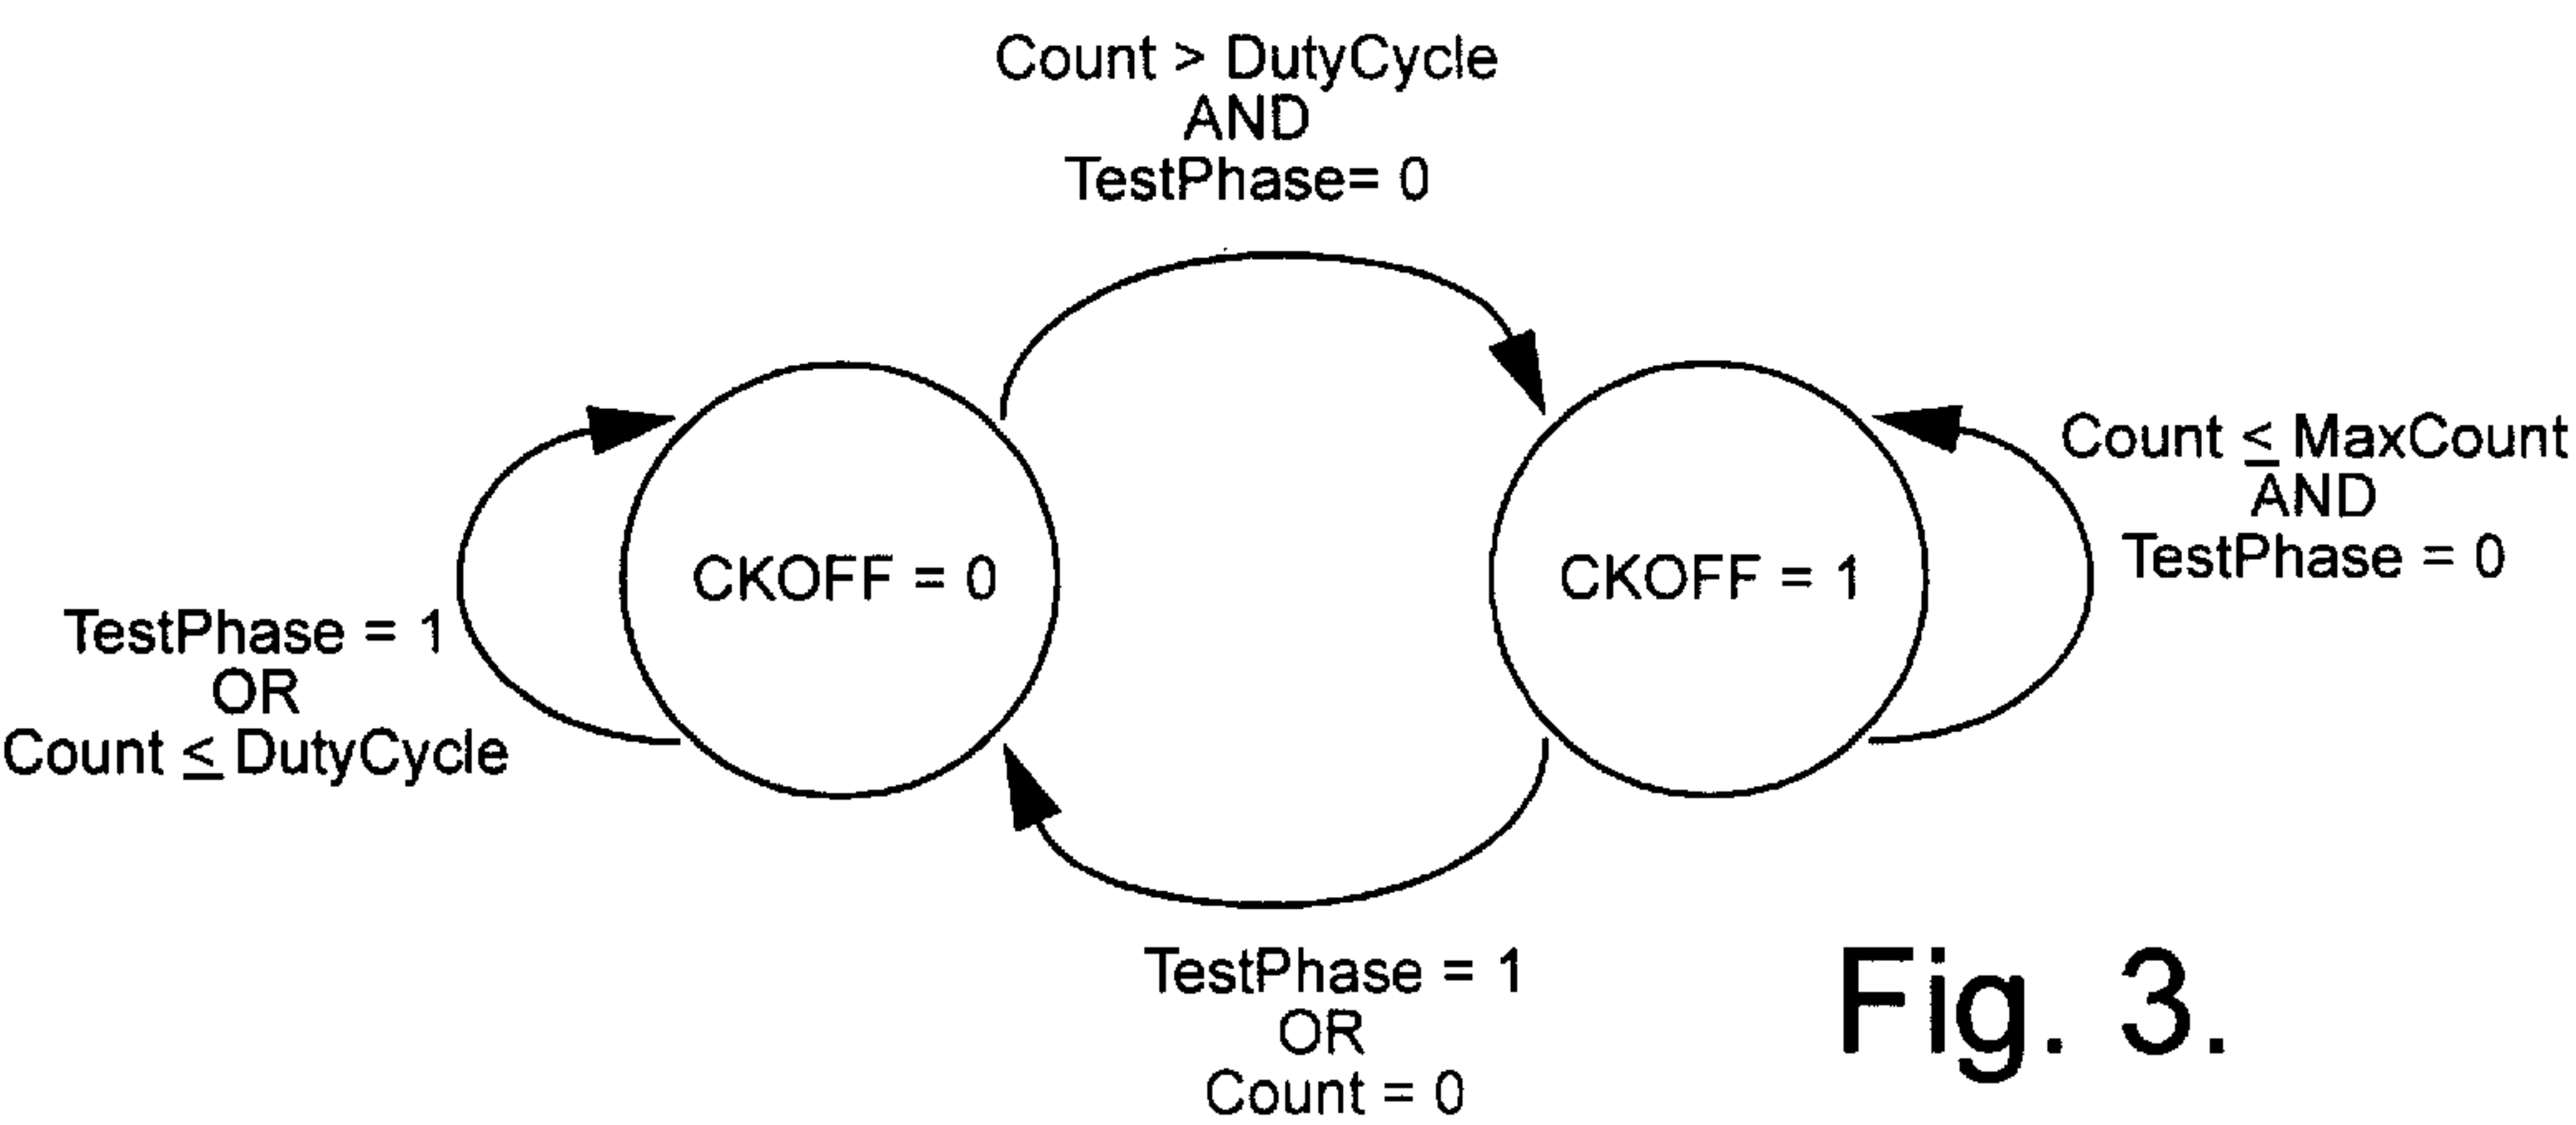 Count > DutyCycle
AND
TestPhase= 0
Count ≤ MaxCount
AND
TestPhase = 0
CKOFF = 0
CKOFF = 1
TestPhase = 1
OR
Count ≤ DutyCycle
TestPhase = 1
OR
Count = 0
Fig. 3.